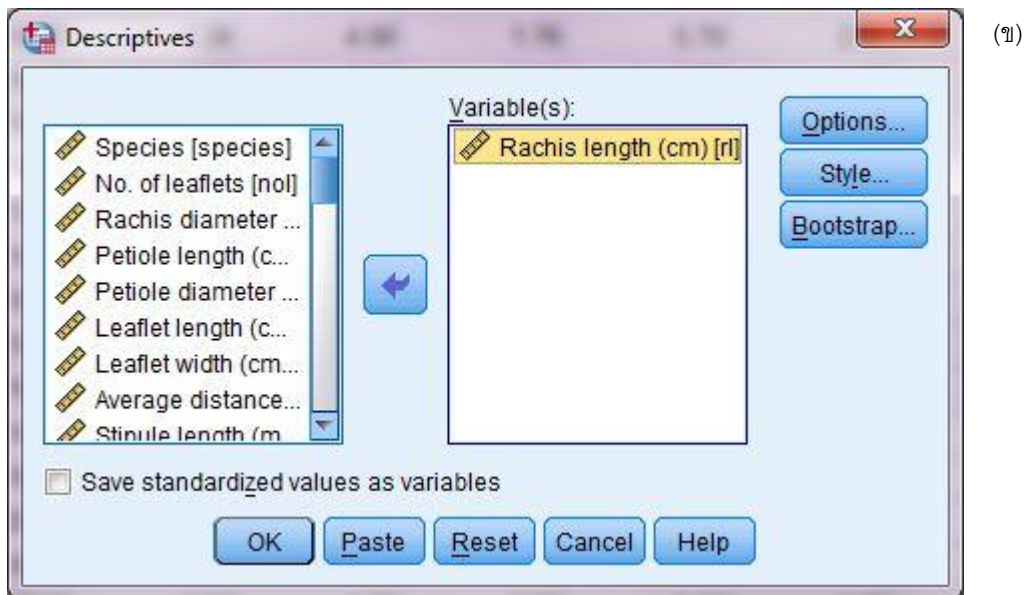 Descriptives
(ข)
Variable(s):
Species [species]
No. of leaflets [nol]
Rachis diameter ...
Petiole length (c...
Petiole diameter ...
Leaflet length (c...
Leaflet width (cm...
Average distance...
Stipule length (m
Rachis length (cm) [rl]
Options...
Style...
Bootstrap...
Save standardized values as variables
OK Paste Reset Cancel Help